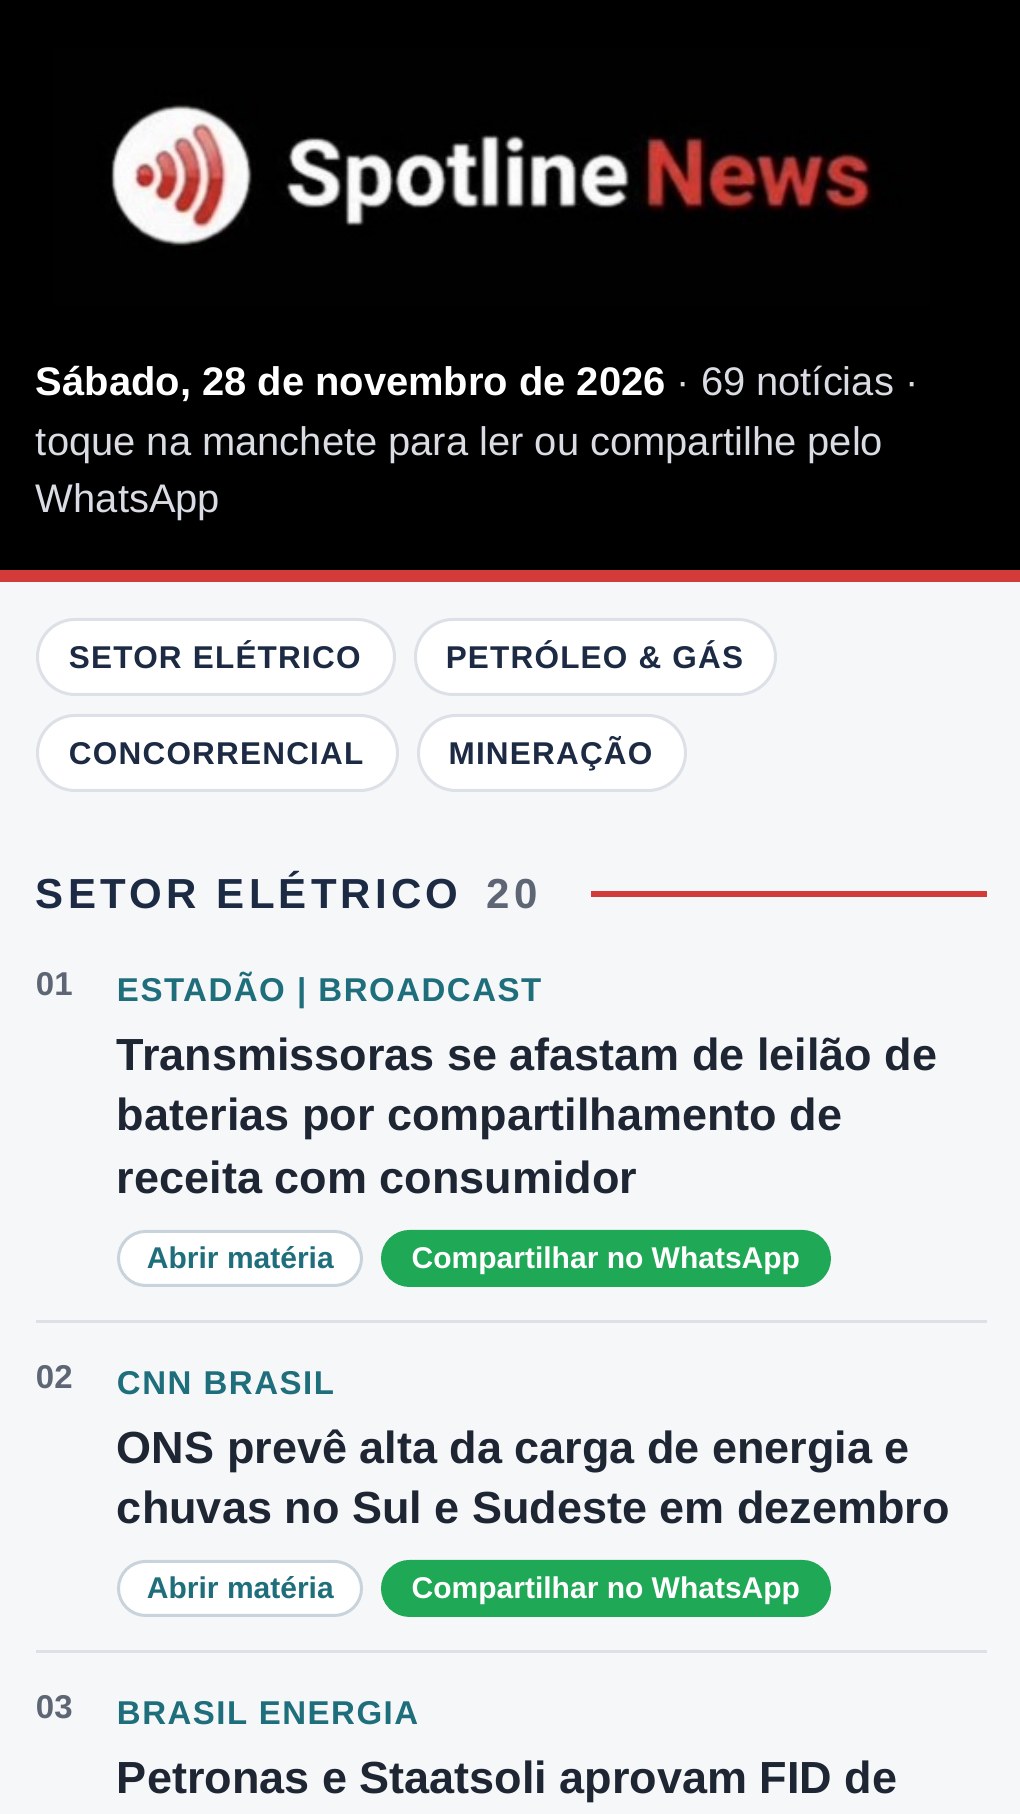 Spotline News
Sábado, 28 de novembro de 2026 · 69 notícias ·
toque na manchete para ler ou compartilhe pelo
WhatsApp
SETOR ELÉTRICO
PETRÓLEO & GÁS
CONCORRENCIAL
MINERAÇÃO
SETOR ELÉTRICO 20
01
ESTADÃO | BROADCAST
Transmissoras se afastam de leilão de
baterias por compartilhamento de
receita com consumidor
Abrir matéria
Compartilhar no WhatsApp
02
CNN BRASIL
ONS prevê alta da carga de energia e
chuvas no Sul e Sudeste em dezembro
Abrir matéria
Compartilhar no WhatsApp
03
BRASIL ENERGIA
Petronas e Staatsoli aprovam FID de